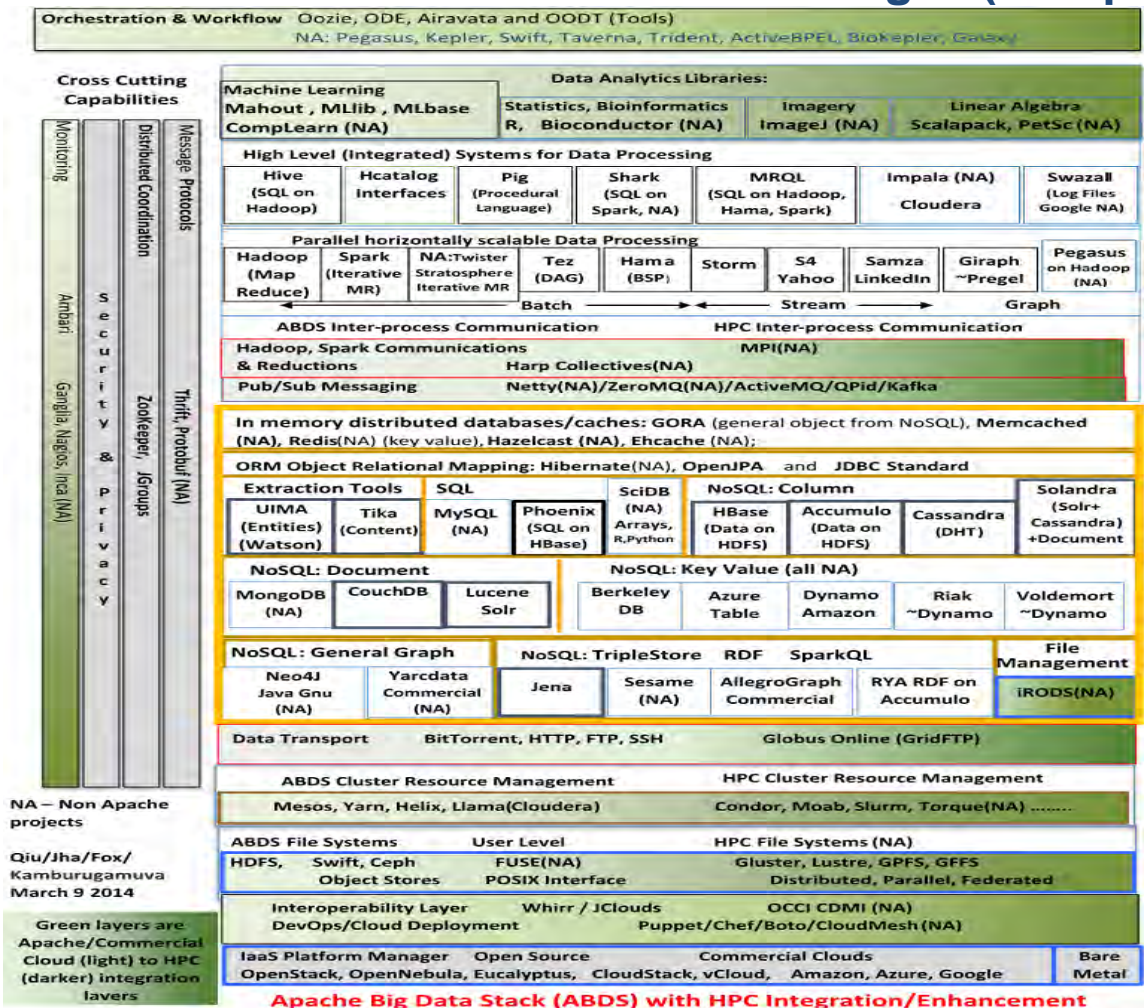 Orchestration & Workflow Oozie, ODE, Airavata and OODT (Tools)
NA: Pegasus, Kepler, Swift, Taverna, Trident, ActiveBPEL, BioKepler, Galaxy
Cross Cutting
Capabilities
Monitoring
Ambari
Ganglia, Nagios, Inca (NA)
Security & Privacy
Distributed Coordination
ZooKeeper, JGroups
Message Protocols
Thrift, Protobuf (NA)
Data Analytics Libraries:
Machine Learning
Mahout , MLlib , MLbase
CompLearn (NA)
Statistics, Bioinformatics
R, Bioconductor (NA)
Imagery
ImageJ (NA)
Linear Algebra
Scalapack, PetSc (NA)
High Level (Integrated) Systems for Data Processing
Hive
(SQL on
Hadoop)
Hcatalog
Interfaces
Pig
(Procedural
Language)
Shark
(SQL on
Spark, NA)
MRQL
(SQL on Hadoop,
Hama, Spark)
Impala (NA)
Cloudera
Swazall
(Log Files
Google NA)
Parallel horizontally scalable Data Processing
Hadoop
(Map
Reduce)
Spark
(Iterative
MR)
NA:Twister
Stratosphere
Iterative MR
Tez
(DAG)
Hama
(BSP)
Storm
S4
Yahoo
Samza
LinkedIn
Giraph
~Pregel
Pegasus
on Hadoop
(NA)
Batch
Stream
Graph
ABDS Inter-process Communication
HPC Inter-process Communication
Hadoop, Spark Communications
& Reductions
Harp Collectives(NA)
MPI(NA)
Pub/Sub Messaging
Netty(NA)/ZeroMQ(NA)/ActiveMQ/QPid/Kafka
In memory distributed databases/caches: GORA (general object from NoSQL), Memcached
(NA), Redis(NA) (key value), Hazelcast (NA), Ehcache (NA);
ORM Object Relational Mapping: Hibernate(NA), OpenJPA and JDBC Standard
Extraction Tools
UIMA
(Entities)
(Watson)
Tika
(Content)
SQL
MySQL
(NA)
Phoenix
(SQL on
HBase)
SciDB
(NA)
Arrays,
R,Python
NoSQL: Column
HBase
(Data on
HDFS)
Accumulo
(Data on
HDFS)
Cassandra
(DHT)
Solandra
(Solr+
Cassandra)
+Document
NoSQL: Document
MongoDB
(NA)
CouchDB
Lucene
Solr
NoSQL: Key Value (all NA)
Berkeley
DB
Azure
Table
Dynamo
Amazon
Riak
~Dynamo
Voldemort
~Dynamo
NoSQL: General Graph
Neo4J
Java Gnu
(NA)
Yarcdata
Commercial
(NA)
NoSQL: TripleStore RDF SparkQL
Jena
Sesame
(NA)
AllegroGraph
Commercial
RYA RDF on
Accumulo
File
Management
iRODS(NA)
Data Transport
BitTorrent, HTTP, FTP, SSH
Globus Online (GridFTP)
ABDS Cluster Resource Management
HPC Cluster Resource Management
Mesos, Yarn, Helix, Llama(Cloudera)
Condor, Moab, Slurm, Torque(NA) ……..
ABDS File Systems
User Level
HPC File Systems (NA)
HDFS, Swift, Ceph
Object Stores
FUSE(NA)
POSIX Interface
Gluster, Lustre, GPFS, GFFS
Distributed, Parallel, Federated
Interoperability Layer
Whirr / JClouds
OCCI CDMI (NA)
DevOps/Cloud Deployment
Puppet/Chef/Boto/CloudMesh(NA)
IaaS Platform Manager
Open Source
Commercial Clouds
OpenStack, OpenNebula, Eucalyptus, CloudStack, vCloud, Amazon, Azure, Google
Bare
Metal
NA – Non Apache
projects
Qiu/Jha/Fox/
Kamburugamuva
March 9 2014
Green layers are
Apache/Commercial
Cloud (light) to HPC
(darker) integration
layers
Apache Big Data Stack (ABDS) with HPC Integration/Enhancement